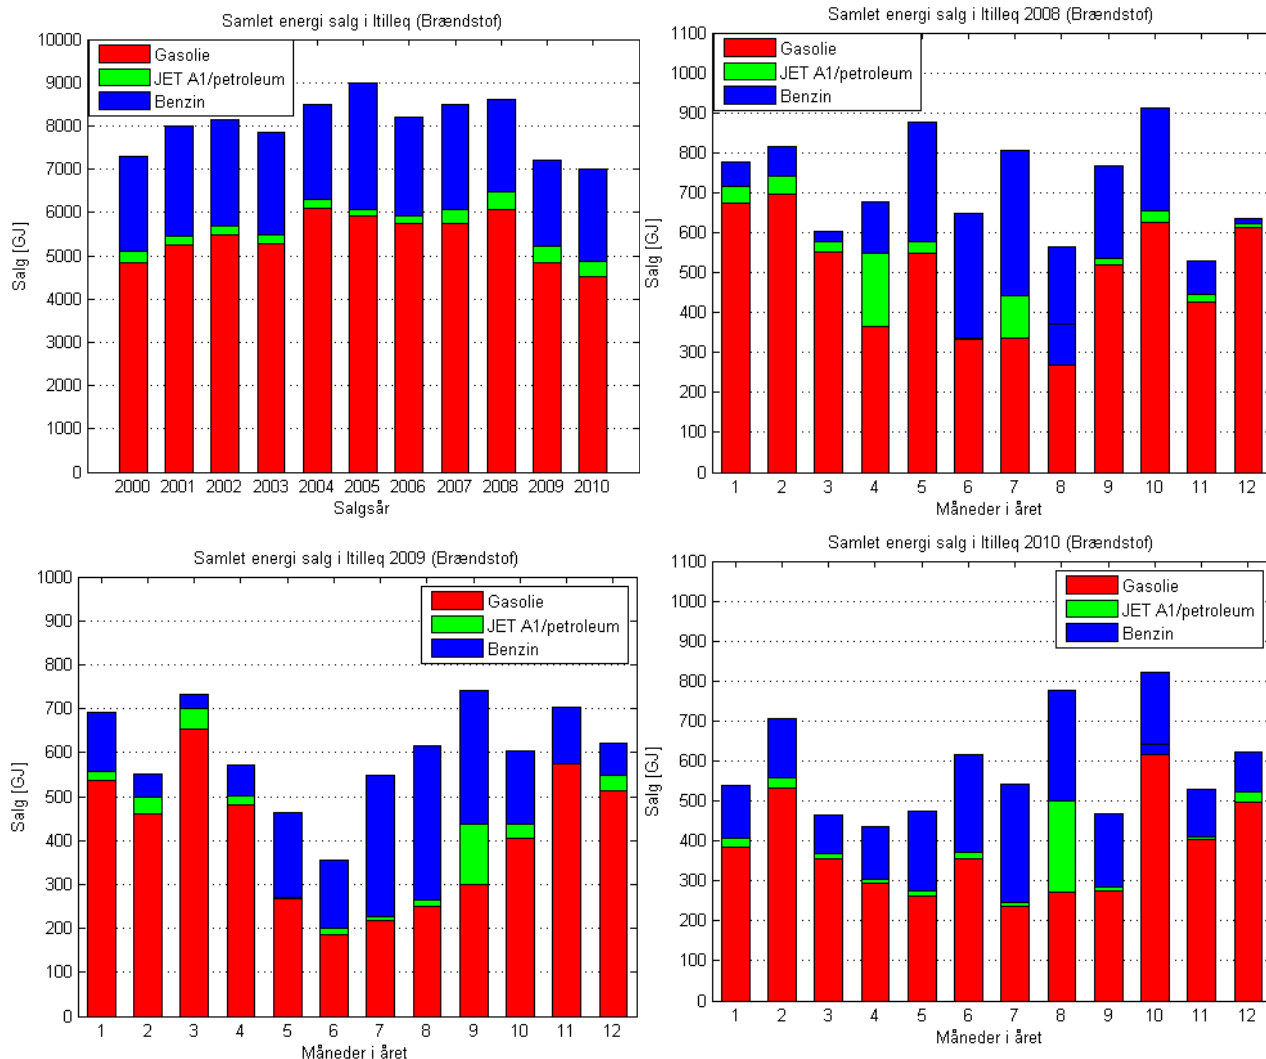 Samlet energi salg i Itilleq (Brændstof)
10000
9000
8000
7000
6000
5000
4000
3000
2000
1000
0
Salg [GJ]
Gasolie
JET A1/petroleum
Benzin
2000 2001 2002 2003 2004 2005 2006 2007 2008 2009 2010
Salgsår
Samlet energi salg i Itilleq 2008 (Brændstof)
1100
1000
900
800
700
600
500
400
300
200
100
0
Salg [GJ]
Gasolie
JET A1/petroleum
Benzin
1 2 3 4 5 6 7 8 9 10 11 12
Måneder i året
Samlet energi salg i Itilleq 2009 (Brændstof)
1000
900
800
700
600
500
400
300
200
100
0
Salg [GJ]
Gasolie
JET A1/petroleum
Benzin
1 2 3 4 5 6 7 8 9 10 11 12
Måneder i året
Samlet energi salg i Itilleq 2010 (Brændstof)
1100
1000
900
800
700
600
500
400
300
200
100
0
Salg [GJ]
Gasolie
JET A1/petroleum
Benzin
1 2 3 4 5 6 7 8 9 10 11 12
Måneder i året